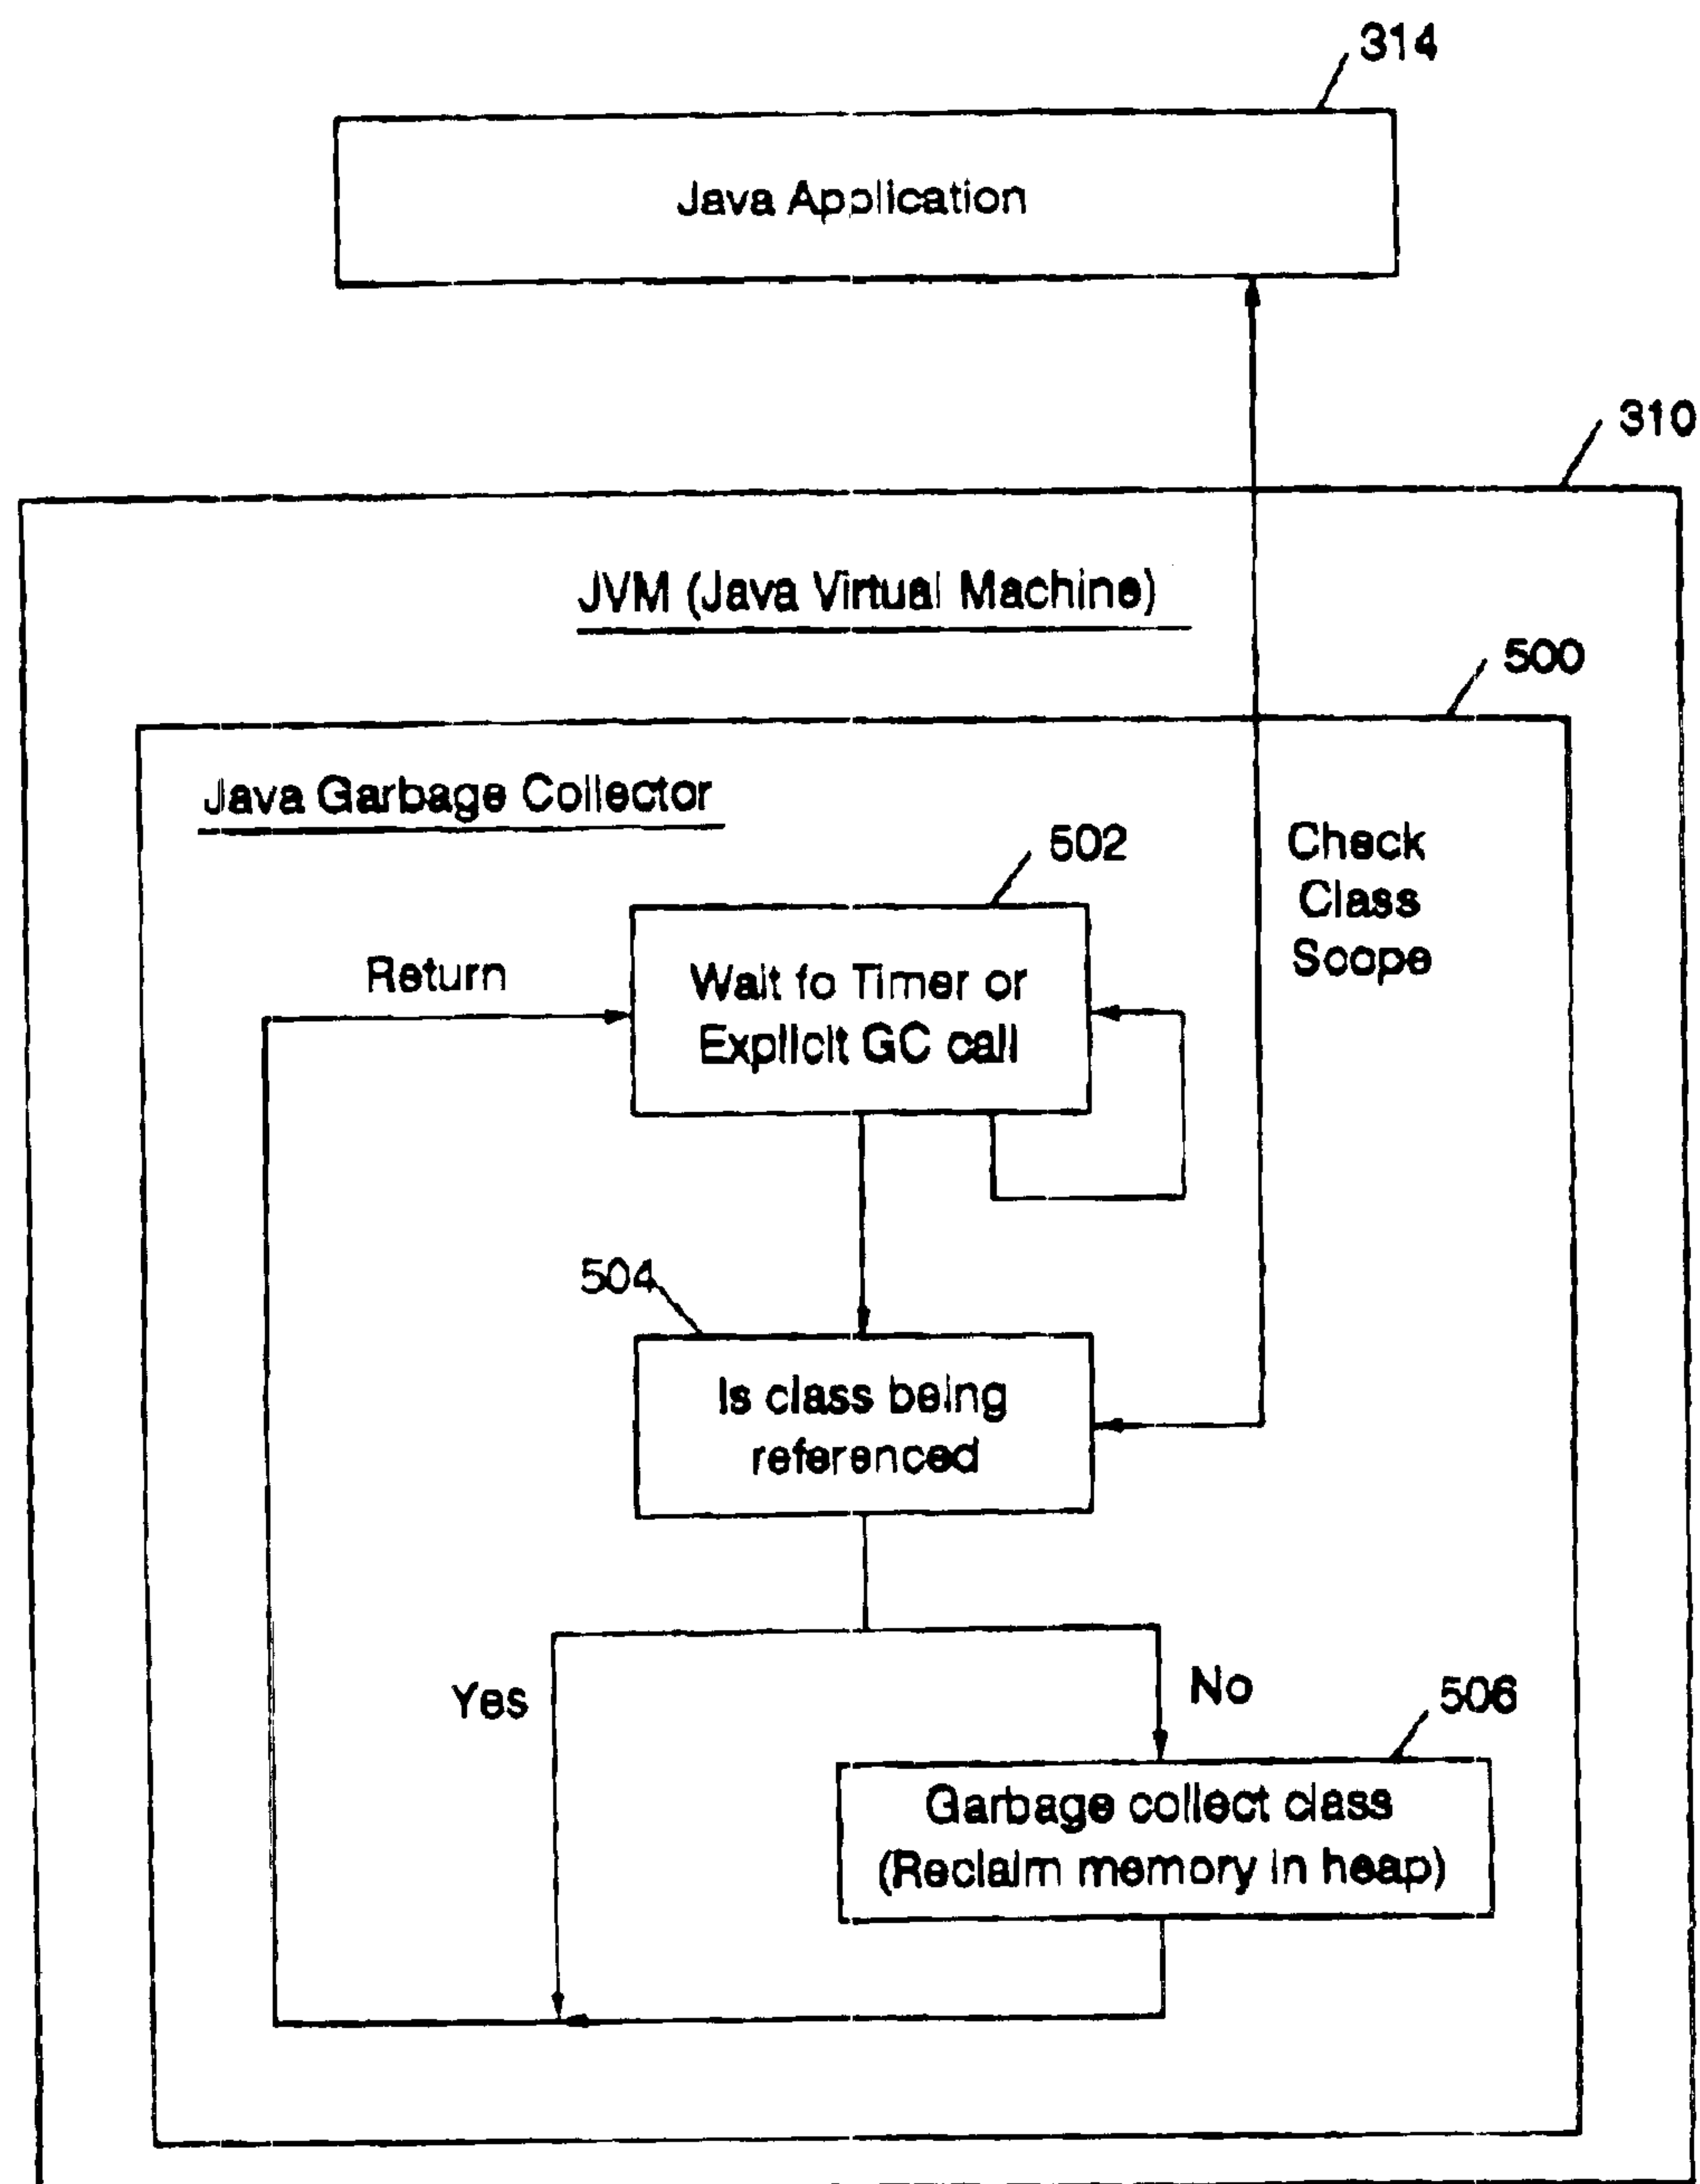 314
Java Application
310
JVM (Java Virtual Machine)
500
Java Garbage Collector
502
Check
Class
Scope
Return
Wait fo Timer or
Explicit GC call
504
Is class being
referenced
Yes
No
506
Garbage collect class
(Reclaim memory in heap)